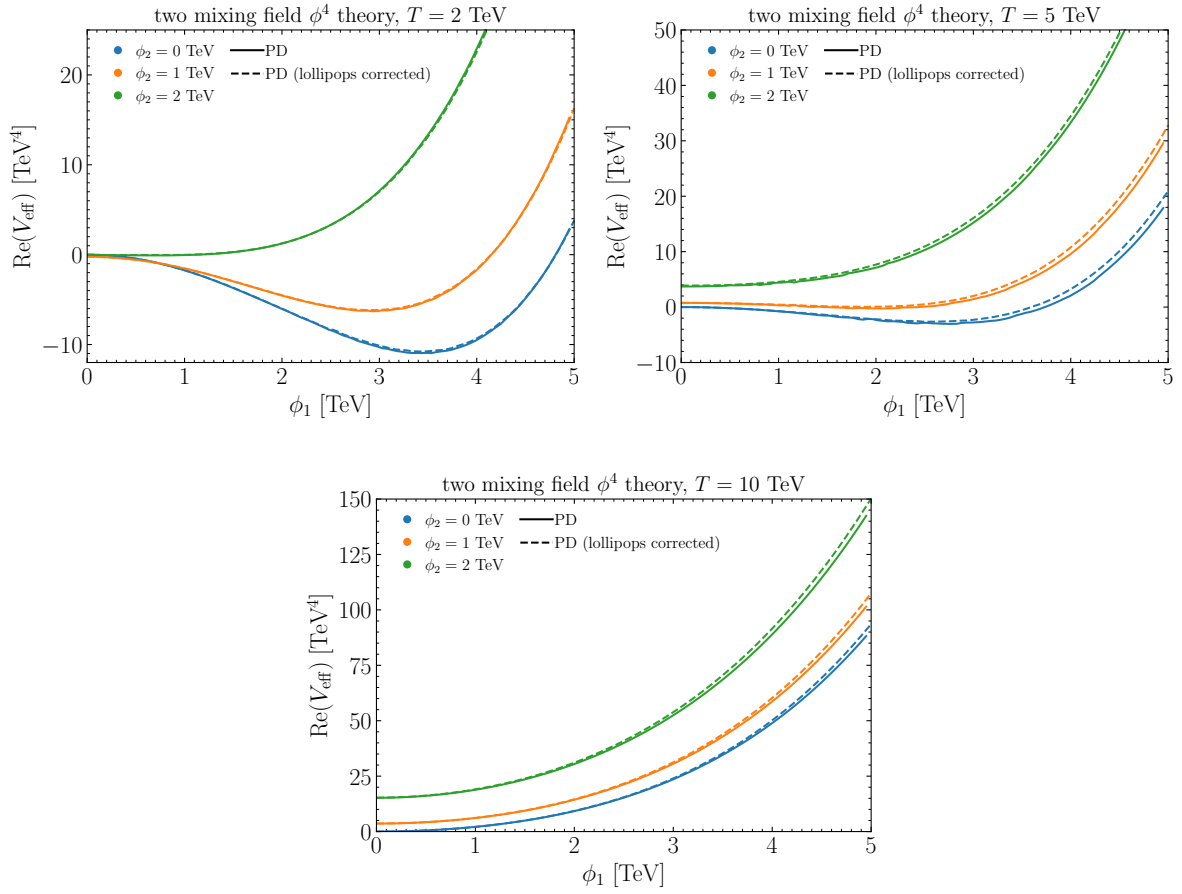 two mixing field ϕ⁴ theory, T = 2 TeV
ϕ₂ = 0 TeV
ϕ₂ = 1 TeV
ϕ₂ = 2 TeV
PD
PD (lollipops corrected)
Re(V_eff) [TeV⁴]
20
10
0
−10
0 1 2 3 4 5
ϕ₁ [TeV]
two mixing field ϕ⁴ theory, T = 5 TeV
ϕ₂ = 0 TeV
ϕ₂ = 1 TeV
ϕ₂ = 2 TeV
PD
PD (lollipops corrected)
Re(V_eff) [TeV⁴]
50
40
30
20
10
0
−10
0 1 2 3 4 5
ϕ₁ [TeV]
two mixing field ϕ⁴ theory, T = 10 TeV
ϕ₂ = 0 TeV
ϕ₂ = 1 TeV
ϕ₂ = 2 TeV
PD
PD (lollipops corrected)
Re(V_eff) [TeV⁴]
150
125
100
75
50
25
0
0 1 2 3 4 5
ϕ₁ [TeV]